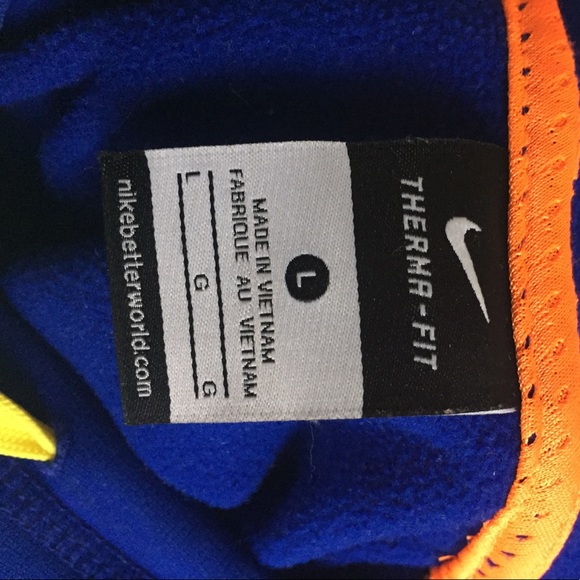 THERMA-FIT
L
MADE IN VIETNAM
FABRIQUE AU VIETNAM
L G G
nikebetterworld.com